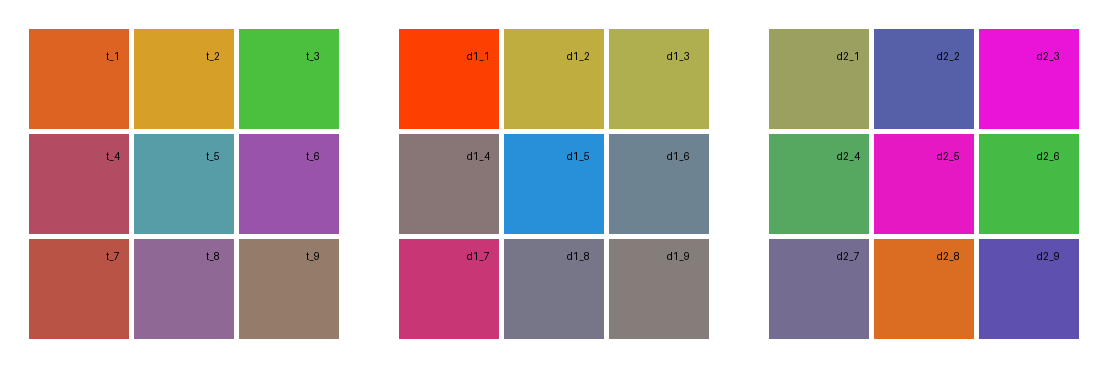 t_1 t_2 t_3 d1_1 d1_2 d1_3 d2_1 d2_2 d2_3
t_4 t_5 t_6 d1_4 d1_5 d1_6 d2_4 d2_5 d2_6
t_7 t_8 t_9 d1_7 d1_8 d1_9 d2_7 d2_8 d2_9